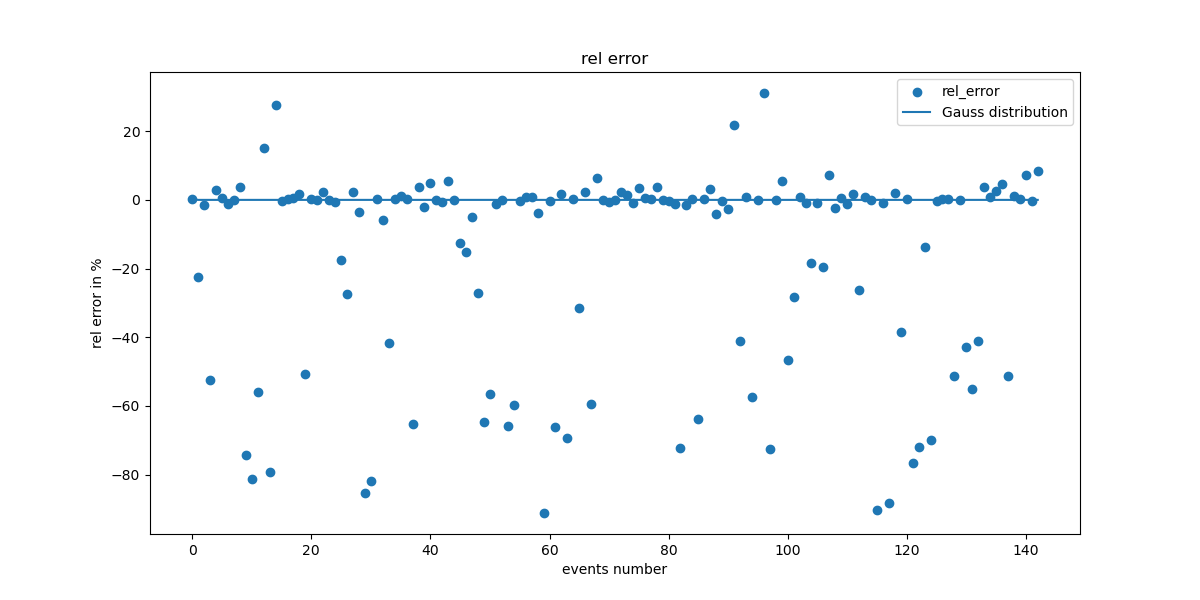 rel error
rel_error
Gauss distribution
20
0
−20
−40
−60
−80
rel error in %
0
20
40
60
80
100
120
140
events number